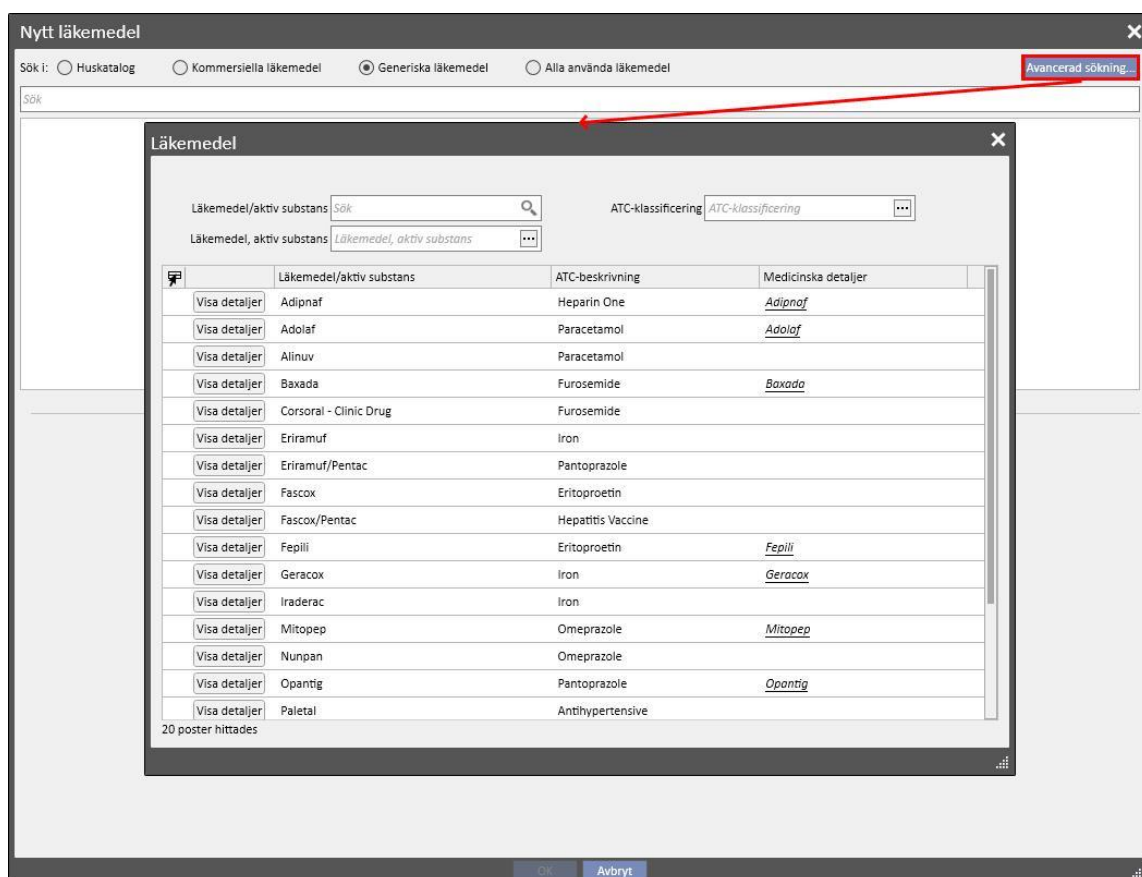 Nytt läkemedel
Sök i: Huskatalog Kommersiella läkemedel Generiska läkemedel Alla använda läkemedel Avancerad sökning...
Sök
Läkemedel
Läkemedel/aktiv substans Sök ATC-klassificering ATC-klassificering
Läkemedel, aktiv substans Läkemedel, aktiv substans
Läkemedel/aktiv substans ATC-beskrivning Medicinska detaljer
Visa detaljer Adipnaf Heparin One Adipnaf
Visa detaljer Adolaf Paracetamol Adolaf
Visa detaljer Alinuv Paracetamol
Visa detaljer Baxada Furosemide Baxada
Visa detaljer Corsoral - Clinic Drug Furosemide
Visa detaljer Eriramuf Iron
Visa detaljer Eriramuf/Pentac Pantoprazole
Visa detaljer Fascox Eritoproetin
Visa detaljer Fascox/Pentac Hepatitis Vaccine
Visa detaljer Fepili Eritoproetin Fepili
Visa detaljer Geracox Iron Geracox
Visa detaljer Iraderac Iron
Visa detaljer Mitopep Omeprazole Mitopep
Visa detaljer Nunpan Omeprazole
Visa detaljer Opantig Pantoprazole Opantig
Visa detaljer Paletal Antihypertensive
20 poster hittades
OK Avbryt